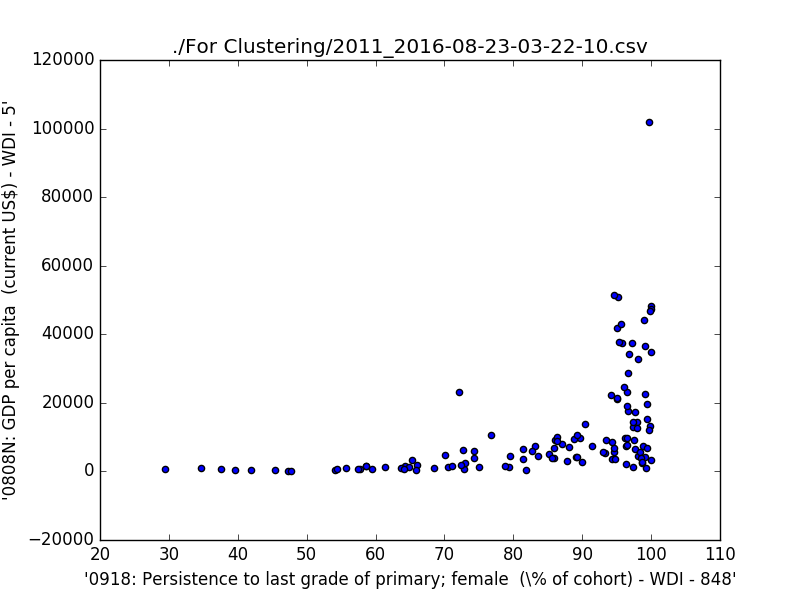 ./For Clustering/2011_2016-08-23-03-22-10.csv
120000
100000
80000
60000
40000
20000
0
−20000
'0808N: GDP per capita  (current US$) - WDI - 5'
20 30 40 50 60 70 80 90 100 110
'0918: Persistence to last grade of primary; female  (\% of cohort) - WDI - 848'